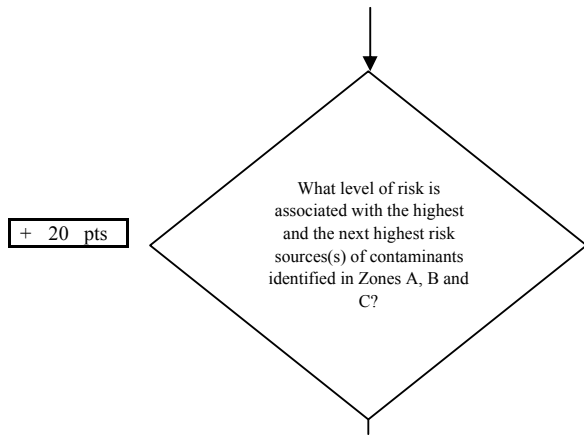 What level of risk is
associated with the highest
and the next highest risk
sources(s) of contaminants
identified in Zones A, B and
C?
+ 20 pts